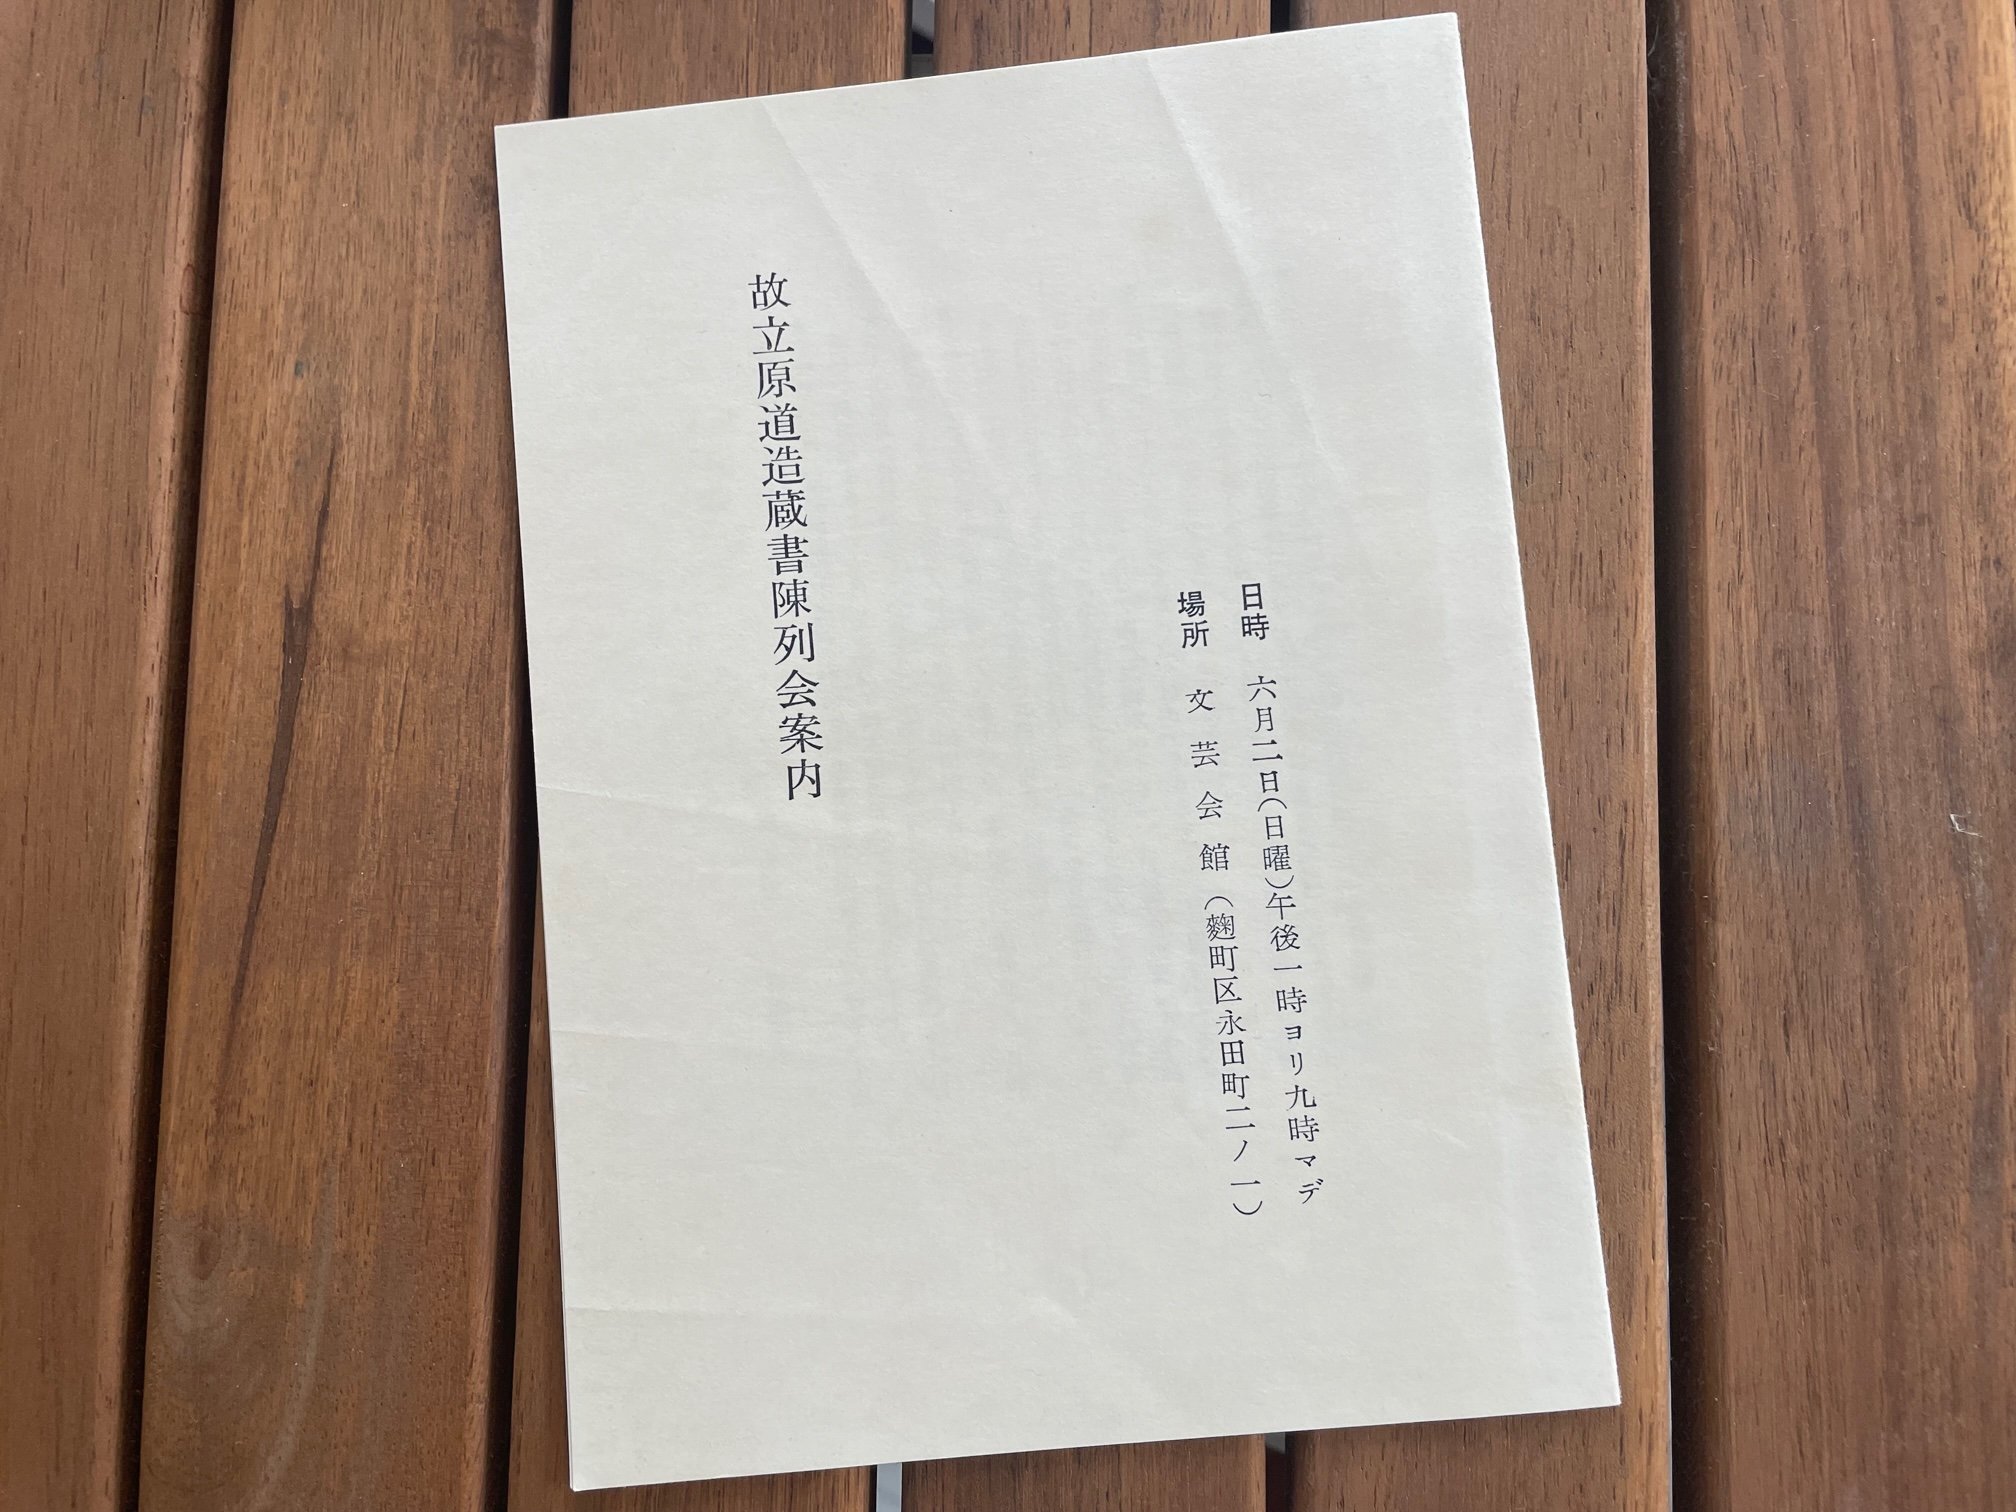 日時　六月二日(日曜)午後一時ヨリ九時マデ
場所　文芸会館(麴町区永田町二ノ一)
故立原道造蔵書陳列会案内